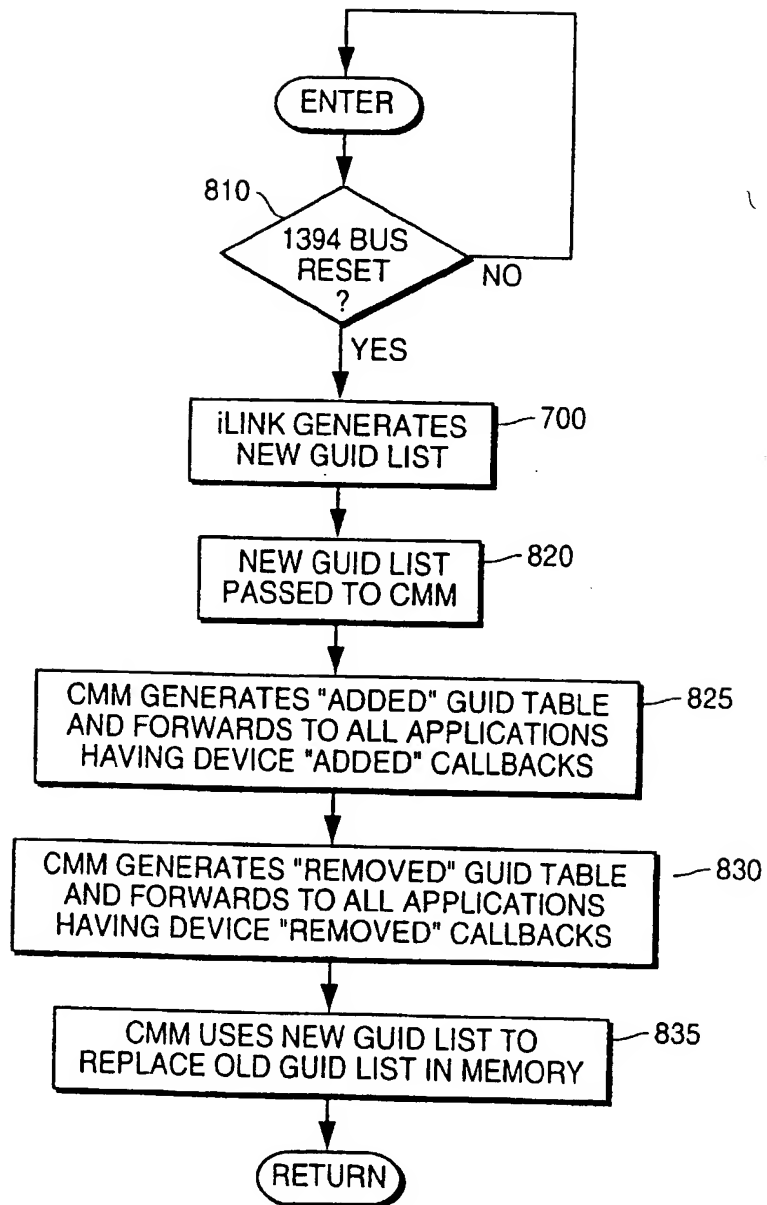 ENTER
810
1394 BUS
RESET
?
NO
YES
iLINK GENERATES
NEW GUID LIST
700
NEW GUID LIST
PASSED TO CMM
820
CMM GENERATES "ADDED" GUID TABLE
AND FORWARDS TO ALL APPLICATIONS
HAVING DEVICE "ADDED" CALLBACKS
825
CMM GENERATES "REMOVED" GUID TABLE
AND FORWARDS TO ALL APPLICATIONS
HAVING DEVICE "REMOVED" CALLBACKS
830
CMM USES NEW GUID LIST TO
REPLACE OLD GUID LIST IN MEMORY
835
RETURN